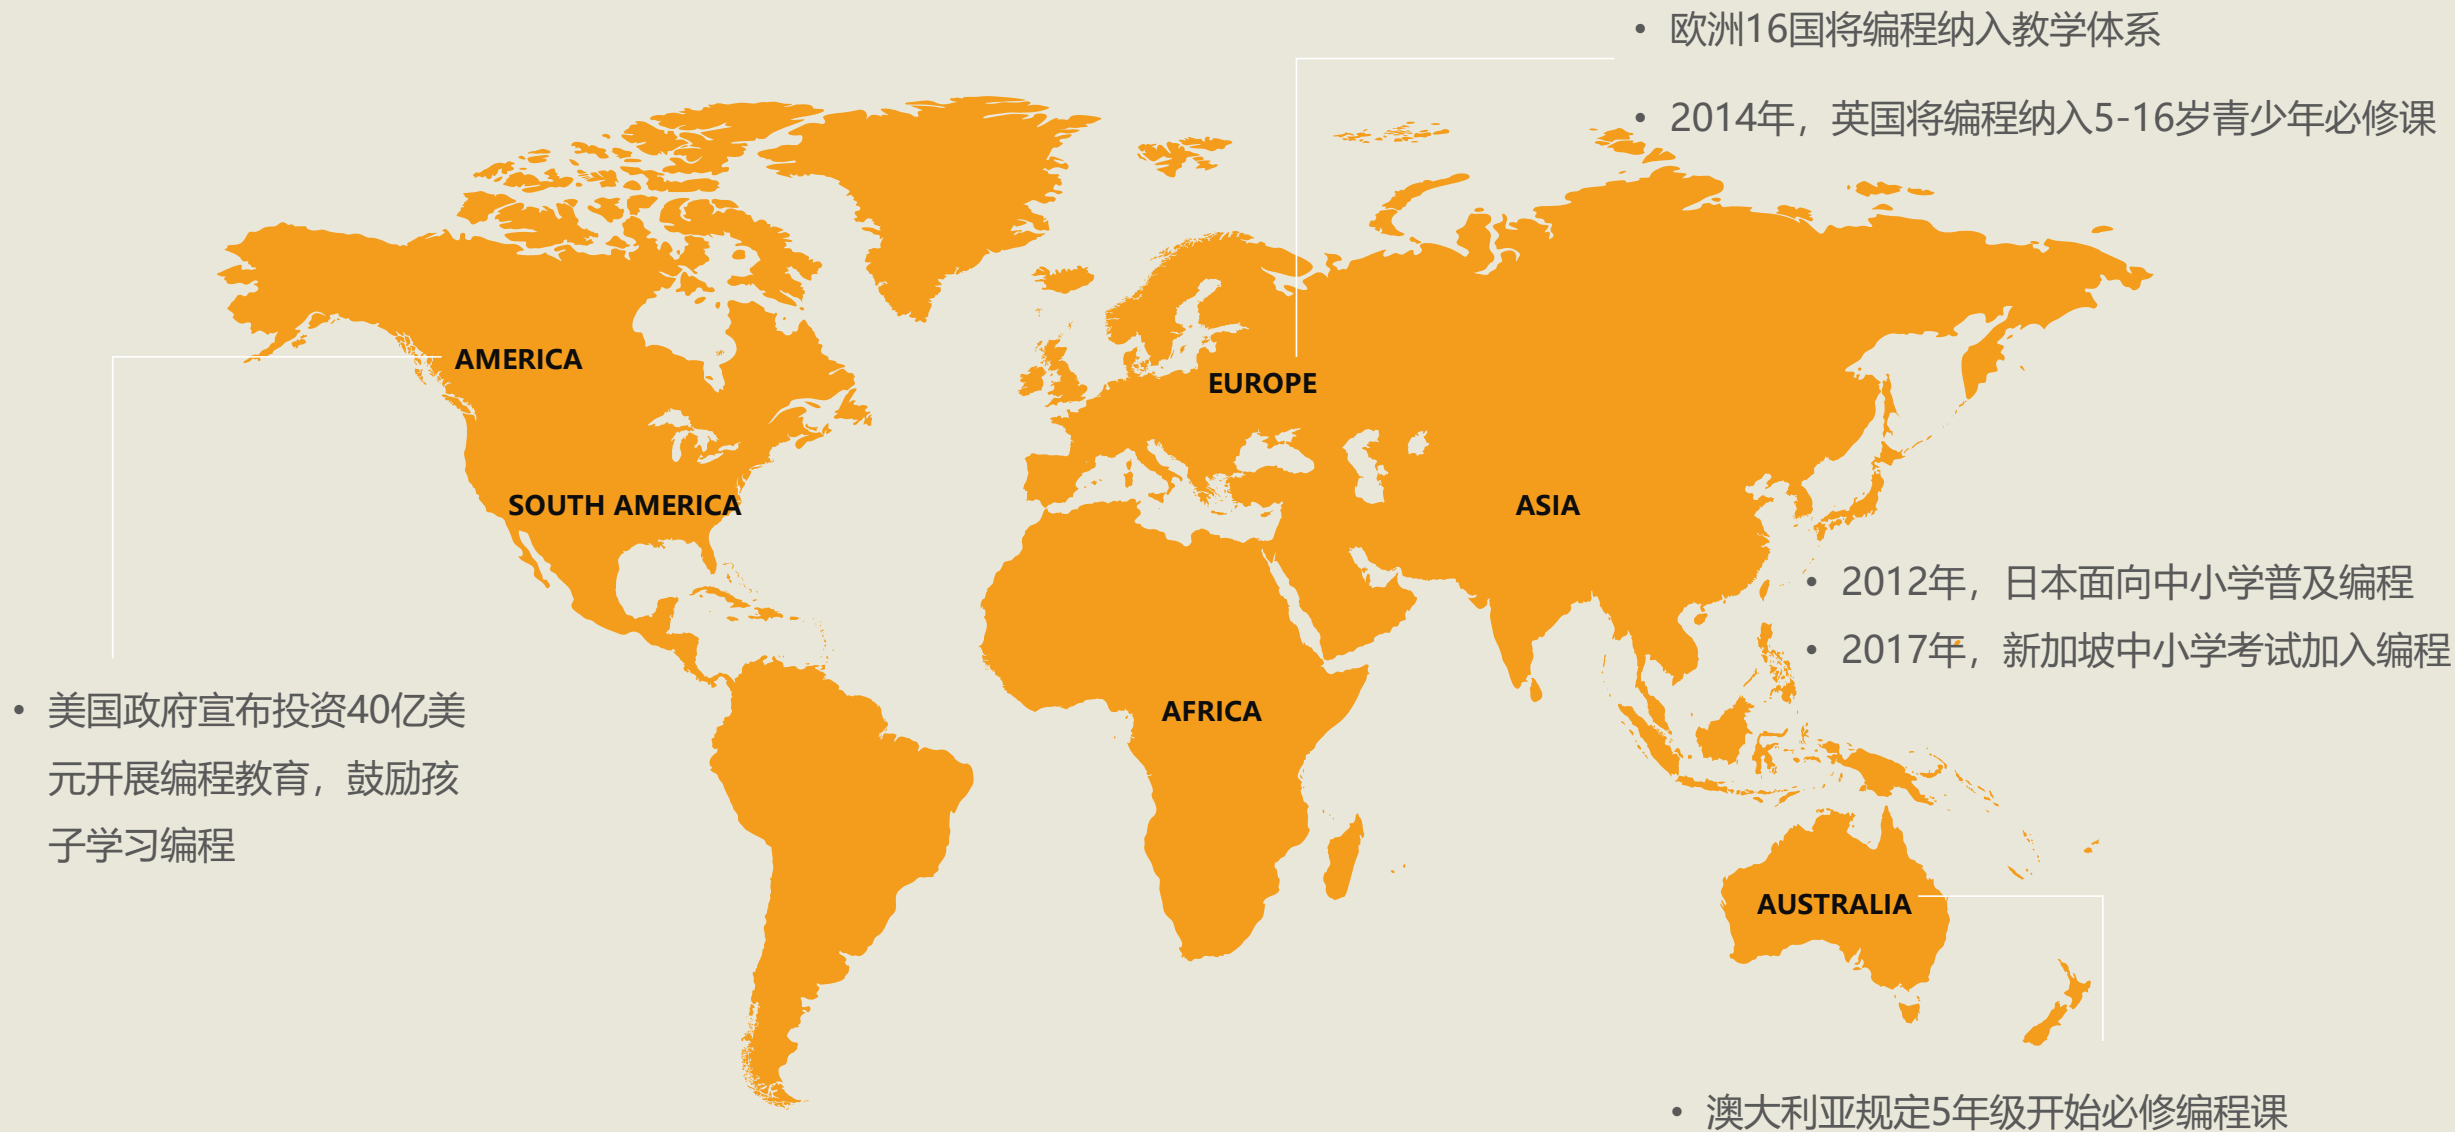 • 欧洲16国将编程纳入教学体系
• 2014年，英国将编程纳入5-16岁青少年必修课
AMERICA
EUROPE
SOUTH AMERICA
ASIA
• 2012年，日本面向中小学普及编程
• 2017年，新加坡中小学考试加入编程
• 美国政府宣布投资40亿美
元开展编程教育，鼓励孩
子学习编程
AFRICA
AUSTRALIA
• 澳大利亚规定5年级开始必修编程课